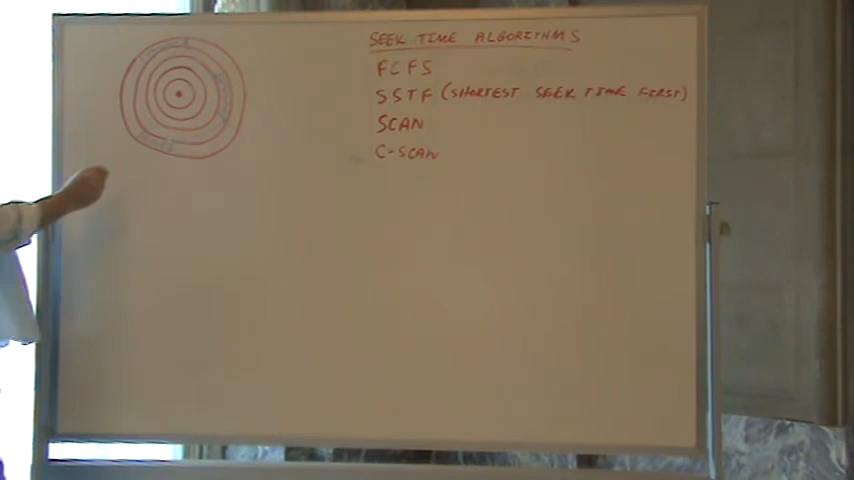 SEEK TIME ALGORITHMS
FCFS
SSTF (SHORTEST SEEK TIME FIRST)
SCAN
C-SCAN